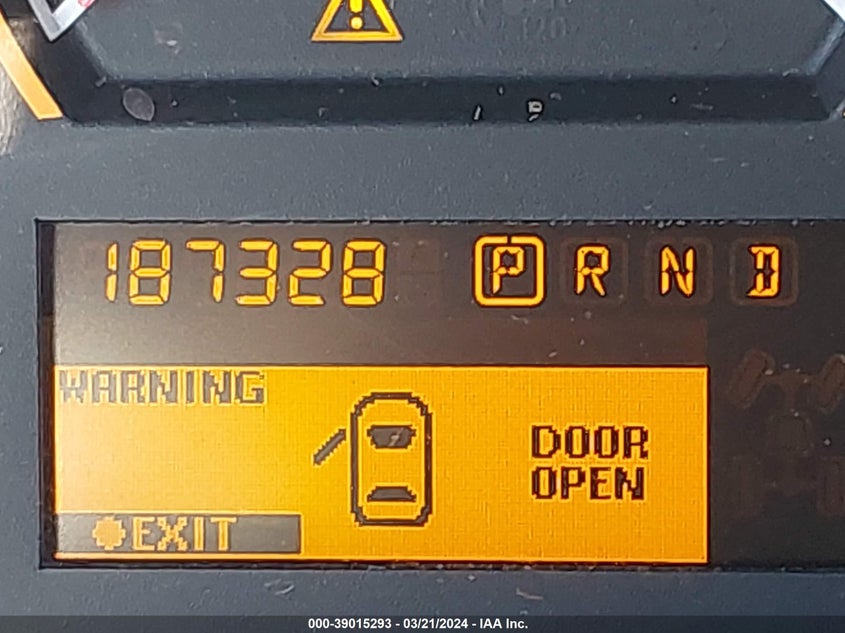 187328 P R N D
WARNING
DOOR
OPEN
EXIT
000-39015293 - 03/21/2024 - IAA Inc.